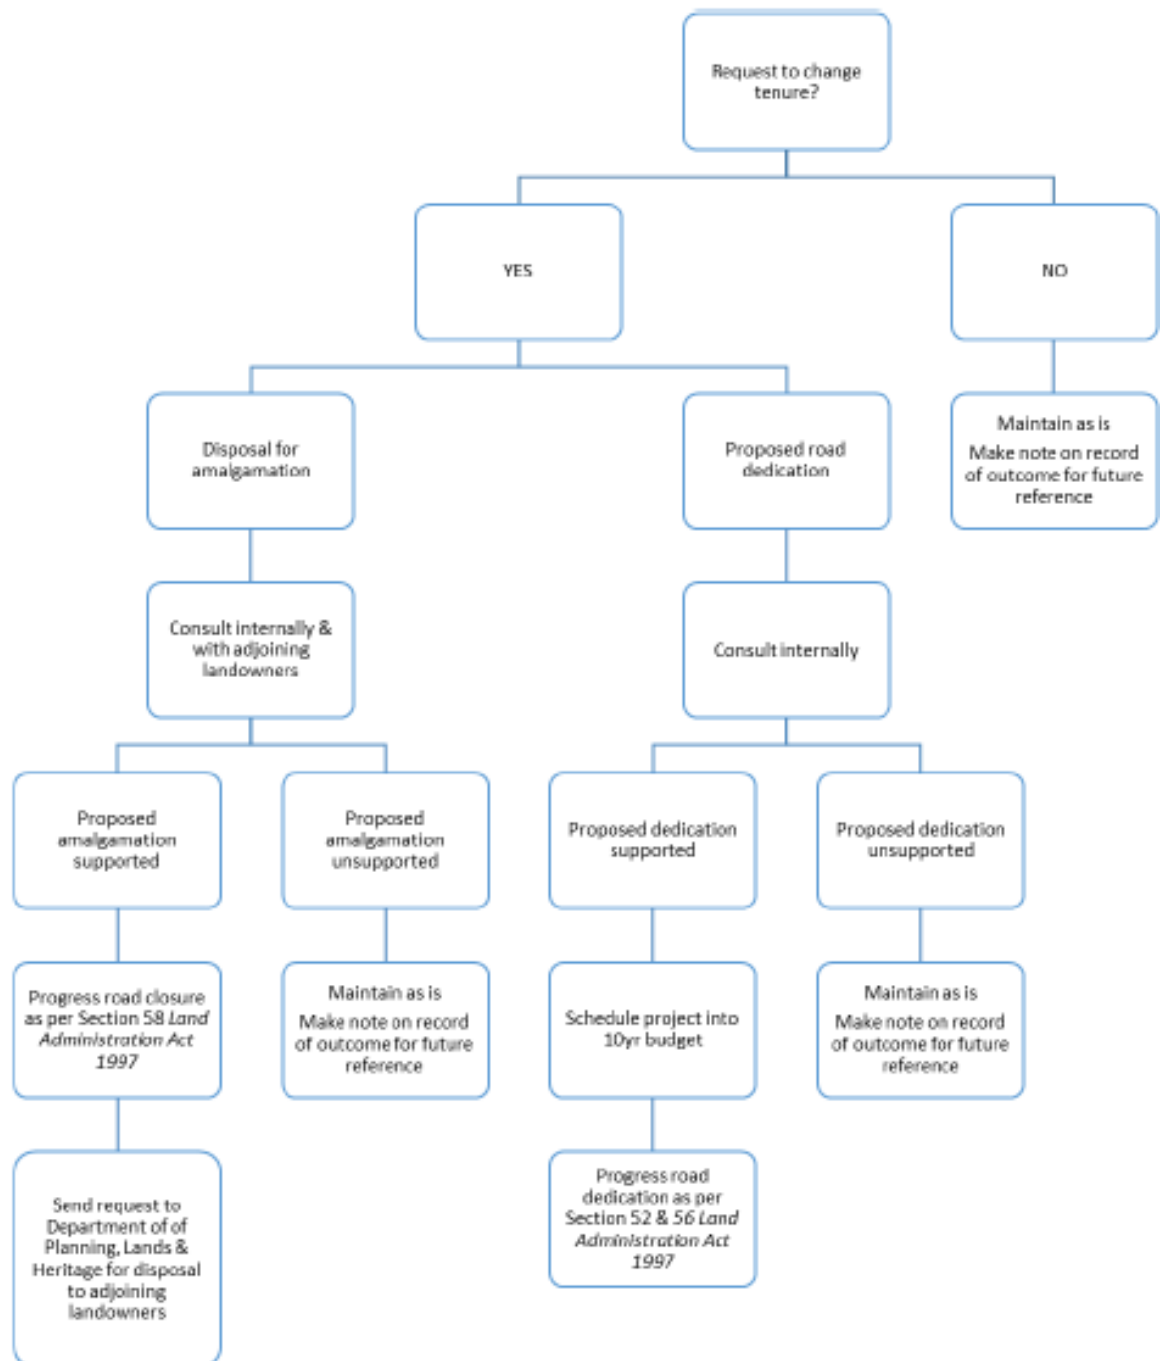 Request to change
tenure?
YES
NO
Disposal for
amalgamation
Proposed road
dedication
Maintain as is
Make note on record
of outcome for future
reference
Consult internally &
with adjoining
landowners
Consult internally
Proposed
amalgamation
supported
Proposed
amalgamation
unsupported
Proposed dedication
supported
Proposed dedication
unsupported
Progress road closure
as per Section 58 Land
Administration Act
1997
Maintain as is
Make note on record
of outcome for future
reference
Schedule project into
10yr budget
Maintain as is
Make note on record
of outcome for future
reference
Send request to
Department of of
Planning, Lands &
Heritage for disposal
to adjoining
landowners
Progress road
dedication as per
Section 52 & 56 Land
Administration Act
1997